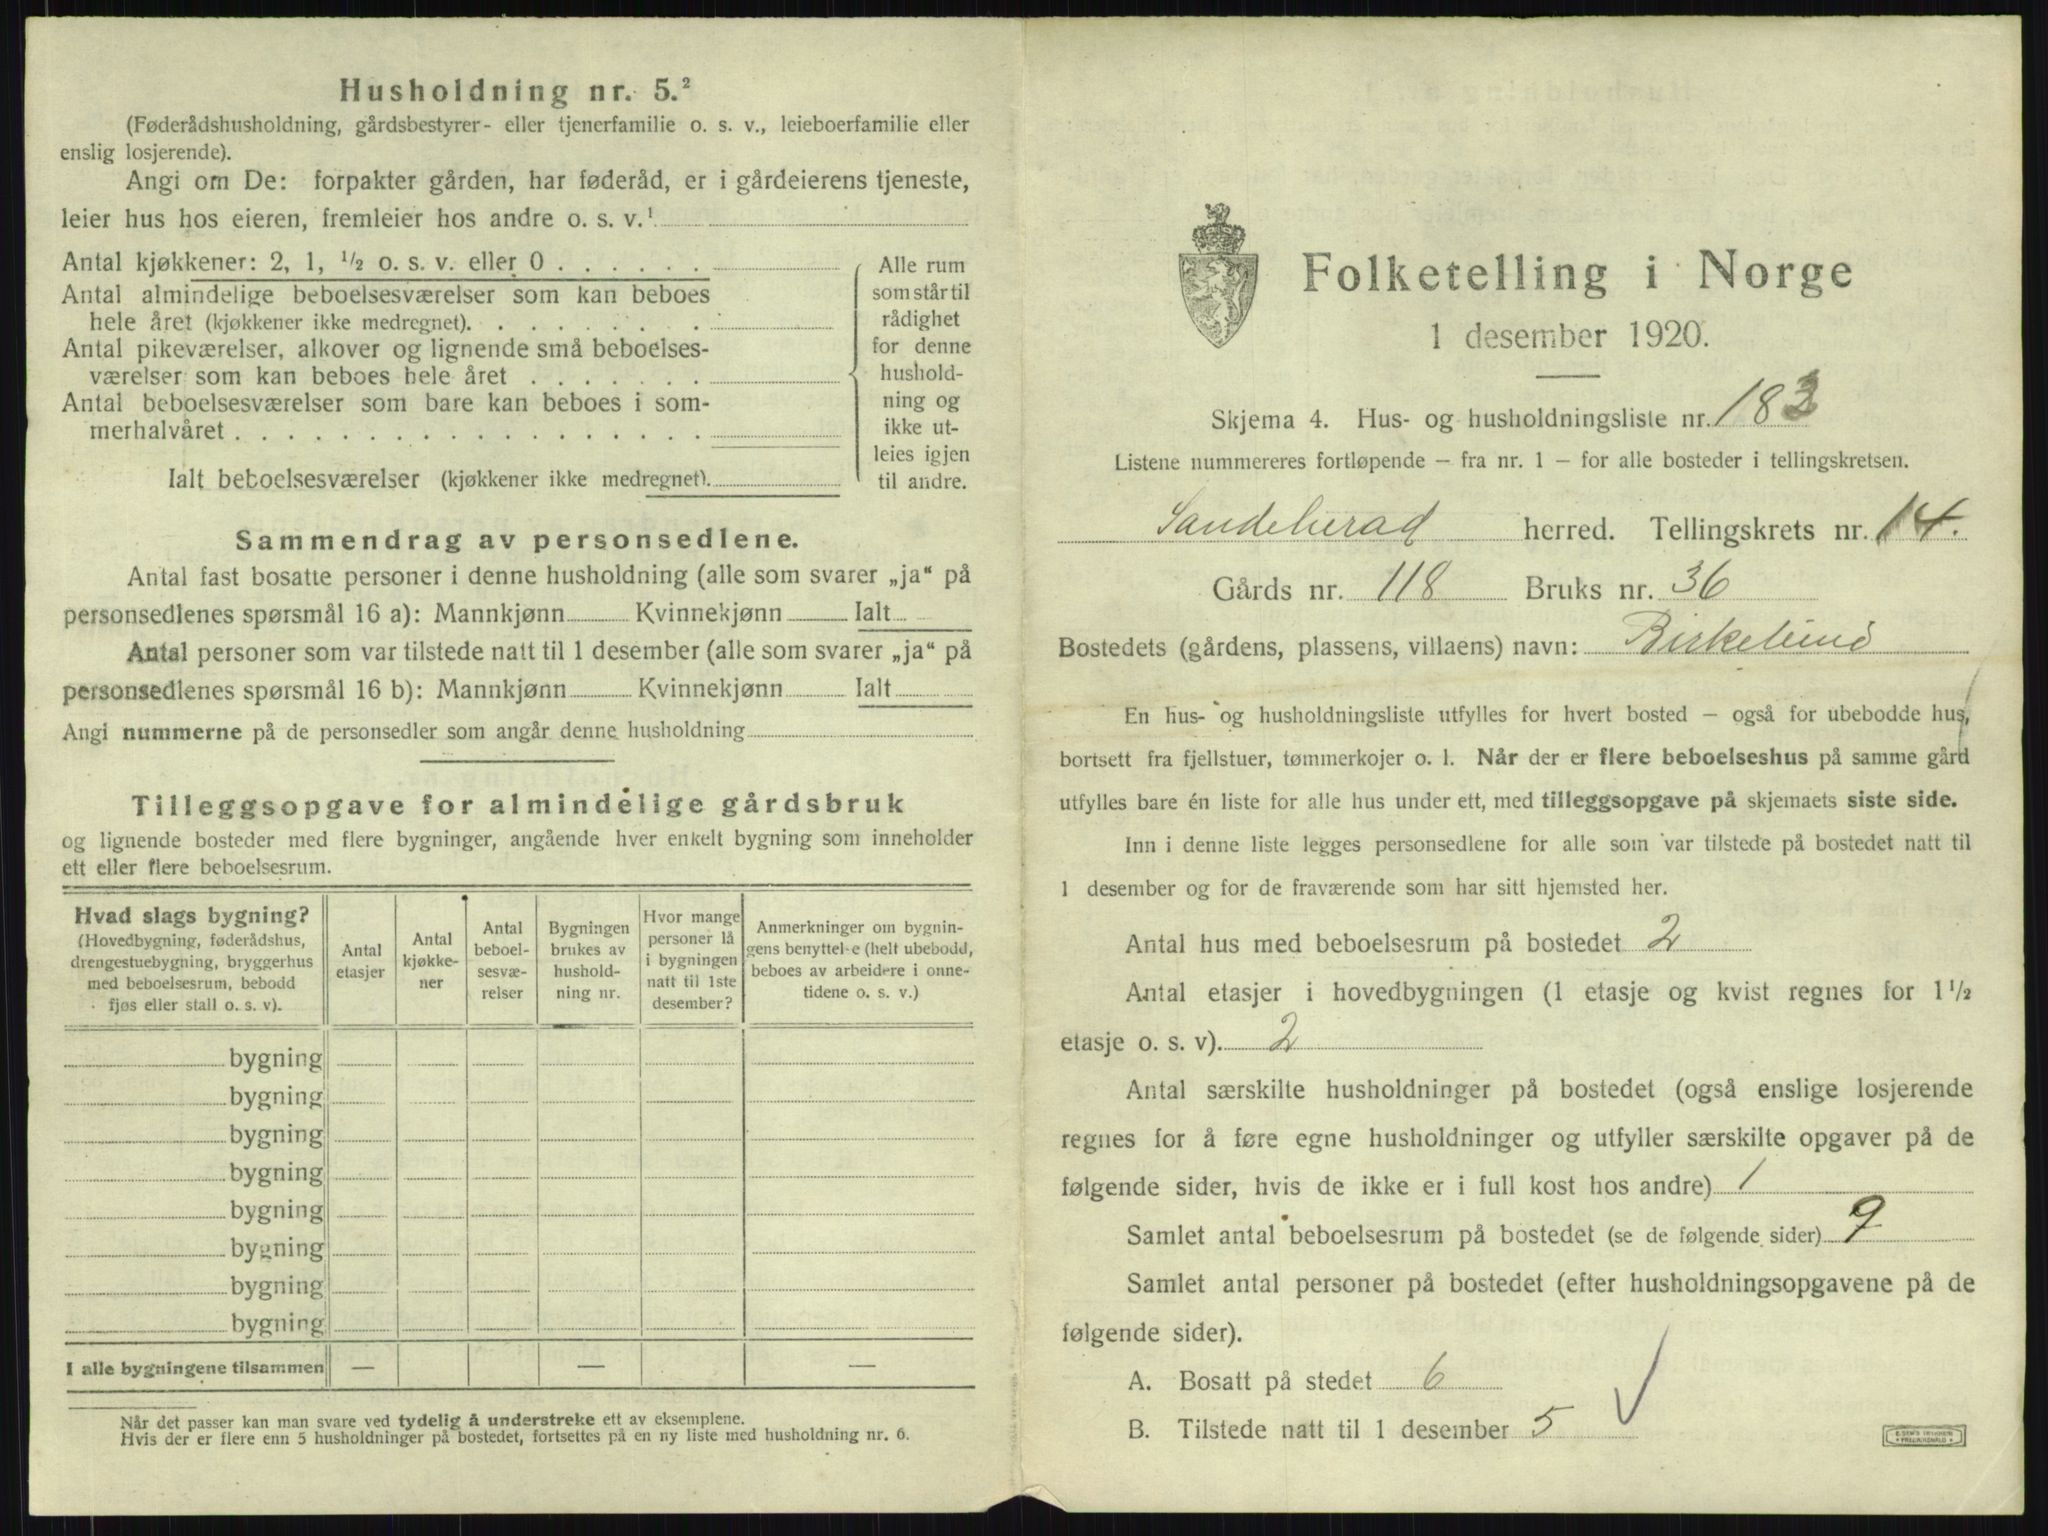 Husholdning nr. 5.²
(Føderådshusholdning, gårdsbestyrer- eller tjenerfamilie o. s. v., leieboerfamilie eller
enslig losjerende).
Angi om De: forpakter gården, har føderåd, er i gårdeierens tjeneste,
leier hus hos eieren, fremleier hos andre o. s. v.¹
Antal kjøkkener: 2, 1, ½ o. s. v. eller 0 . . . . . .
Antal almindelige beboelsesværelser som kan beboes
hele året (kjøkkener ikke medregnet). . . . . . . .
Antal pikeværelser, alkover og lignende små beboelses-
værelser som kan beboes hele året . . . . . . .
Antal beboelsesværelser som bare kan beboes i som-
merhalvåret . . . . . . . . . . . . . . . . . .
Ialt beboelsesværelser (kjøkkener ikke medregnet).
Alle rum
som står til
rådighet
for denne
hushold-
ning og
ikke ut-
leies igjen
til andre.
Sammendrag av personsedlene.
Antal fast bosatte personer i denne husholdning (alle som svarer „ja“ på
personsedlenes spørsmål 16 a): Mannkjønn Kvinnekjønn Ialt
Antal personer som var tilstede natt til 1 desember (alle som svarer „ja“ på
personsedlenes spørsmål 16 b): Mannkjønn Kvinnekjønn Ialt
Angi nummerne på de personsedler som angår denne husholdning
Tilleggsopgave for almindelige gårdsbruk
og lignende bosteder med flere bygninger, angående hver enkelt bygning som inneholder
ett eller flere beboelsesrum.
Hvad slags bygning?
(Hovedbygning, føderådshus,
drengestuebygning, bryggerhus
med beboelsesrum, bebodd
fjøs eller stall o. s. v).
Antal
etasjer
Antal
kjøkke-
ner
Antal
beboel-
sesvæ-
relser
Bygningen
brukes av
hushold-
ning nr.
Hvor mange
personer lå
i bygningen
natt til 1ste
desember?
Anmerkninger om bygnin-
gens benyttel-e (helt ubebodd,
beboes av arbeidere i onne-
tidene o. s. v.)
bygning
bygning
bygning
bygning
bygning
bygning
bygning
bygning
I alle bygningene tilsammen — — —
Når det passer kan man svare ved tydelig å understreke ett av eksemplene.
Hvis der er flere enn 5 husholdninger på bostedet, fortsettes på en ny liste med husholdning nr. 6.
Folketelling i Norge
1 desember 1920.
Skjema 4. Hus- og husholdningsliste nr. 183
Listene nummereres fortløpende – fra nr. 1 – for alle bosteder i tellingskretsen.
Sandeherad herred. Tellingskrets nr. 14.
Gårds nr. 118 Bruks nr. 36
Bostedets (gårdens, plassens, villaens) navn: Birkelund
En hus- og husholdningsliste utfylles for hvert bosted – også for ubebodde hus,
bortsett fra fjellstuer, tømmerkojer o. l. Når der er flere beboelseshus på samme gård
utfylles bare én liste for alle hus under ett, med tilleggsopgave på skjemaets siste side.
Inn i denne liste legges personsedlene for alle som var tilstede på bostedet natt til
1 desember og for de fraværende som har sitt hjemsted her.
Antal hus med beboelsesrum på bostedet 2
Antal etasjer i hovedbygningen (1 etasje og kvist regnes for 1½
etasje o. s. v). 2
Antal særskilte husholdninger på bostedet (også enslige losjerende
regnes for å føre egne husholdninger og utfyller særskilte opgaver på de
følgende sider, hvis de ikke er i full kost hos andre) 1
Samlet antal beboelsesrum på bostedet (se de følgende sider) 9
Samlet antal personer på bostedet (efter husholdningsopgavene på de
følgende sider).
A. Bosatt på stedet 6
B. Tilstede natt til 1 desember 5